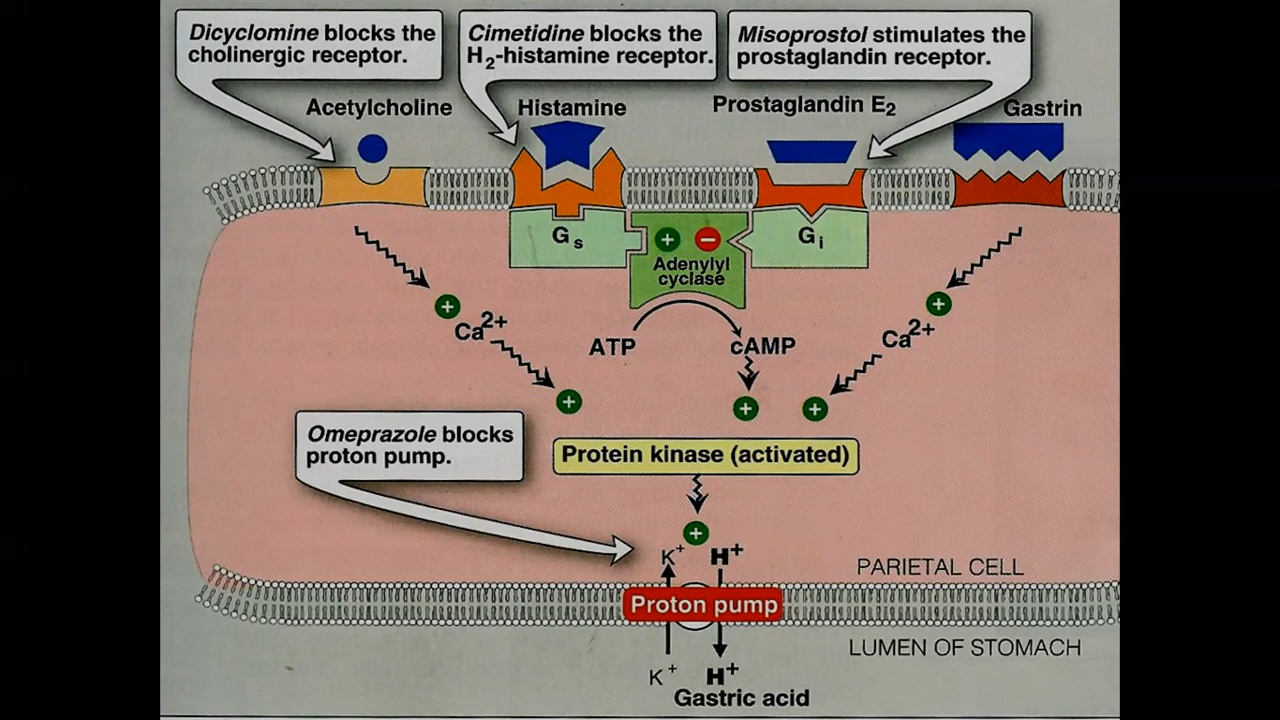 Dicyclomine blocks the
cholinergic receptor.
Cimetidine blocks the
H₂-histamine receptor.
Misoprostol stimulates the
prostaglandin receptor.
Acetylcholine
Histamine
Prostaglandin E₂
Gastrin
Gₛ
+
−
Gᵢ
Adenylyl
cyclase
+
Ca²⁺
ATP
cAMP
+
Ca²⁺
+
+
+
Omeprazole blocks
proton pump.
Protein kinase (activated)
+
K⁺
H⁺
PARIETAL CELL
Proton pump
LUMEN OF STOMACH
K⁺
H⁺
Gastric acid